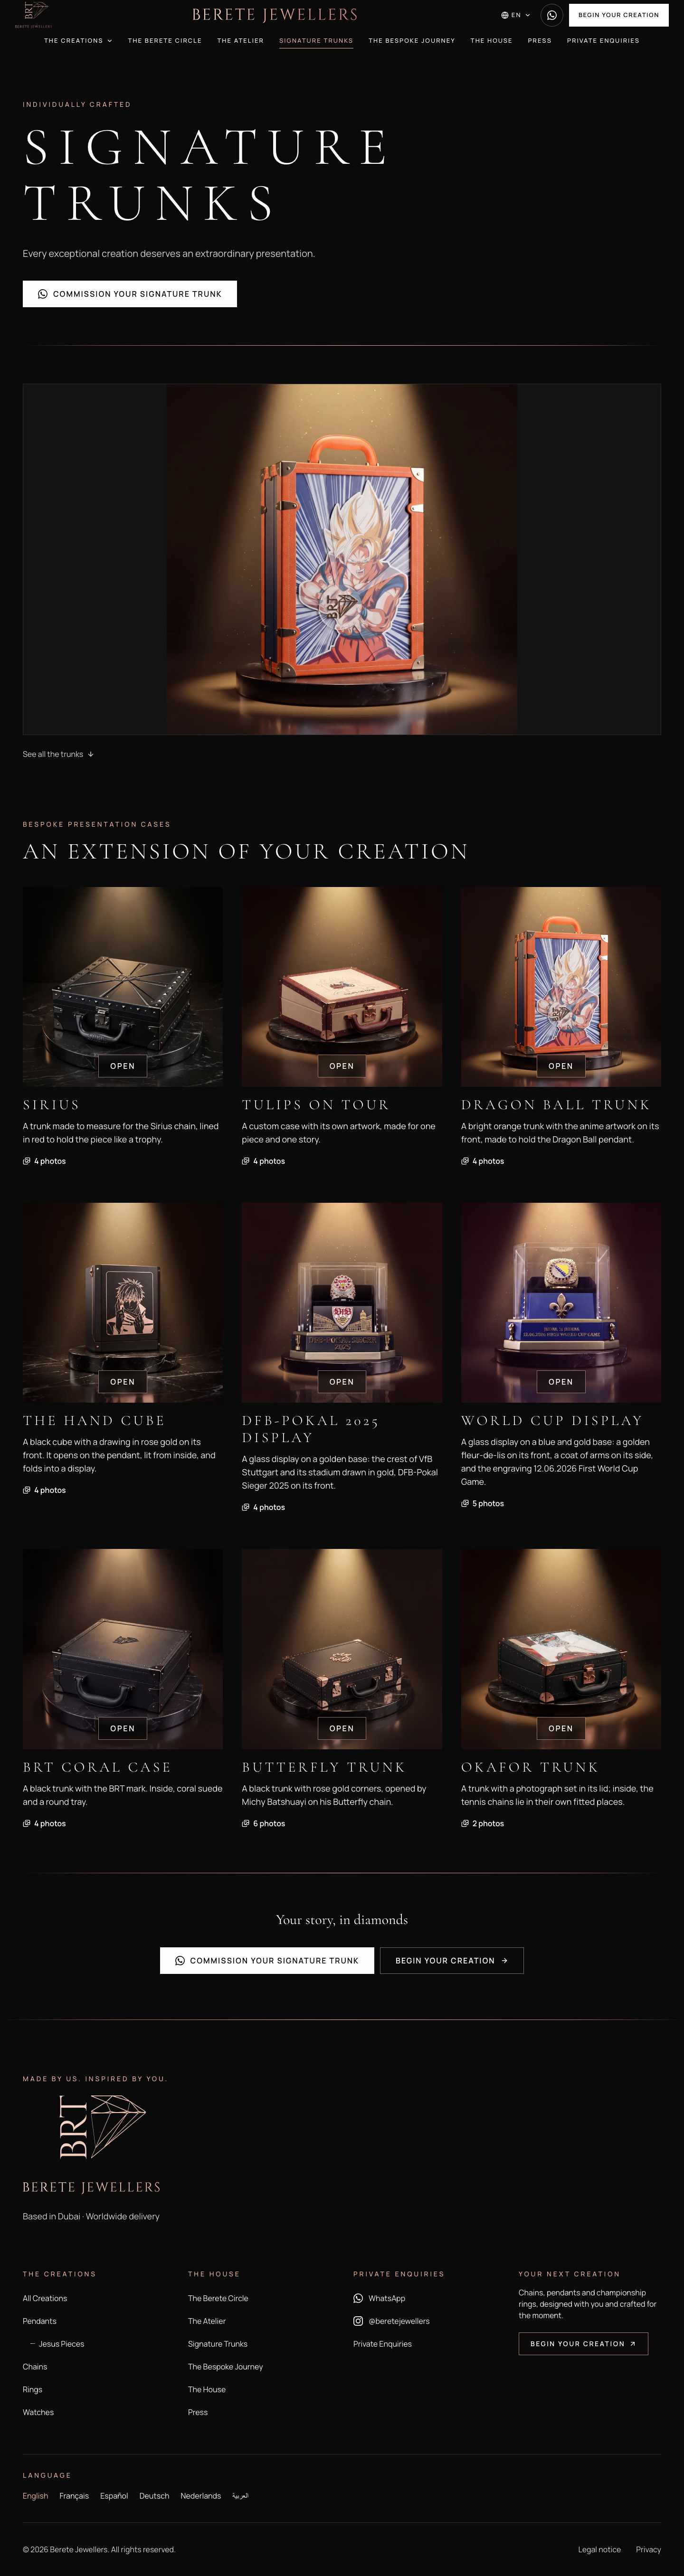 BRT
BERETE JEWELLERY
BERETE JEWELLERS
EN
BEGIN YOUR CREATION
THE CREATIONS
THE BERETE CIRCLE
THE ATELIER
SIGNATURE TRUNKS
THE BESPOKE JOURNEY
THE HOUSE
PRESS
PRIVATE ENQUIRIES
INDIVIDUALLY CRAFTED
SIGNATURE
TRUNKS
Every exceptional creation deserves an extraordinary presentation.
COMMISSION YOUR SIGNATURE TRUNK
BRT
See all the trunks
BESPOKE PRESENTATION CASES
AN EXTENSION OF YOUR CREATION
OPEN
OPEN
OPEN
SIRIUS
A trunk made to measure for the Sirius chain, lined
in red to hold the piece like a trophy.
4 photos
TULIPS ON TOUR
A custom case with its own artwork, made for one
piece and one story.
4 photos
DRAGON BALL TRUNK
A bright orange trunk with the anime artwork on its
front, made to hold the Dragon Ball pendant.
4 photos
OPEN
OPEN
OPEN
THE HAND CUBE
A black cube with a drawing in rose gold on its
front. It opens on the pendant, lit from inside, and
folds into a display.
4 photos
DFB-POKAL 2025
DISPLAY
A glass display on a golden base: the crest of VfB
Stuttgart and its stadium drawn in gold, DFB-Pokal
Sieger 2025 on its front.
4 photos
WORLD CUP DISPLAY
A glass display on a blue and gold base: a golden
fleur-de-lis on its front, a coat of arms on its side,
and the engraving 12.06.2026 First World Cup
Game.
5 photos
OPEN
OPEN
OPEN
BRT CORAL CASE
A black trunk with the BRT mark. Inside, coral suede
and a round tray.
4 photos
BUTTERFLY TRUNK
A black trunk with rose gold corners, opened by
Michy Batshuayi on his Butterfly chain.
6 photos
OKAFOR TRUNK
A trunk with a photograph set in its lid; inside, the
tennis chains lie in their own fitted places.
2 photos
Your story, in diamonds
COMMISSION YOUR SIGNATURE TRUNK
BEGIN YOUR CREATION
MADE BY US. INSPIRED BY YOU.
BRT
BERETE JEWELLERS
Based in Dubai · Worldwide delivery
THE CREATIONS
All Creations
Pendants
— Jesus Pieces
Chains
Rings
Watches
THE HOUSE
The Berete Circle
The Atelier
Signature Trunks
The Bespoke Journey
The House
Press
PRIVATE ENQUIRIES
WhatsApp
@beretejewellers
Private Enquiries
YOUR NEXT CREATION
Chains, pendants and championship
rings, designed with you and crafted for
the moment.
BEGIN YOUR CREATION
LANGUAGE
English
Français
Español
Deutsch
Nederlands
العربية
© 2026 Berete Jewellers. All rights reserved.
Legal notice
Privacy